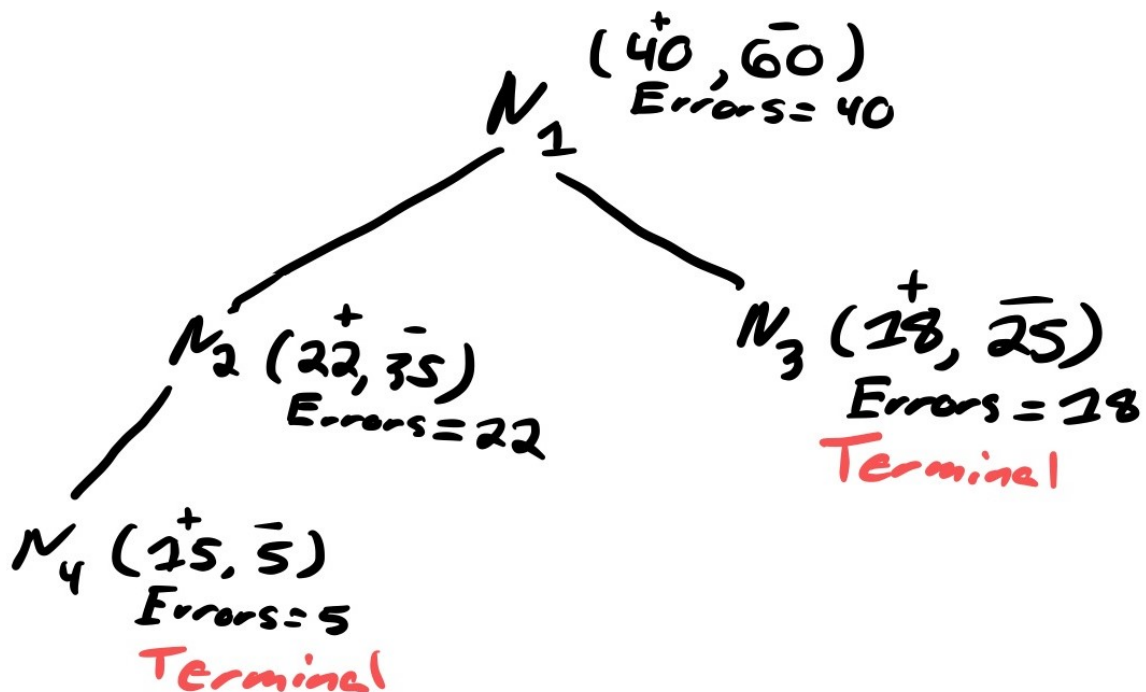 (40, 60)
+ -
Errors=40
N1
N2 (22, 35)
+ -
Errors=22
N3 (18, 25)
+ -
Errors=18
Terminal
N4 (15, 5)
+ -
Errors=5
Terminal